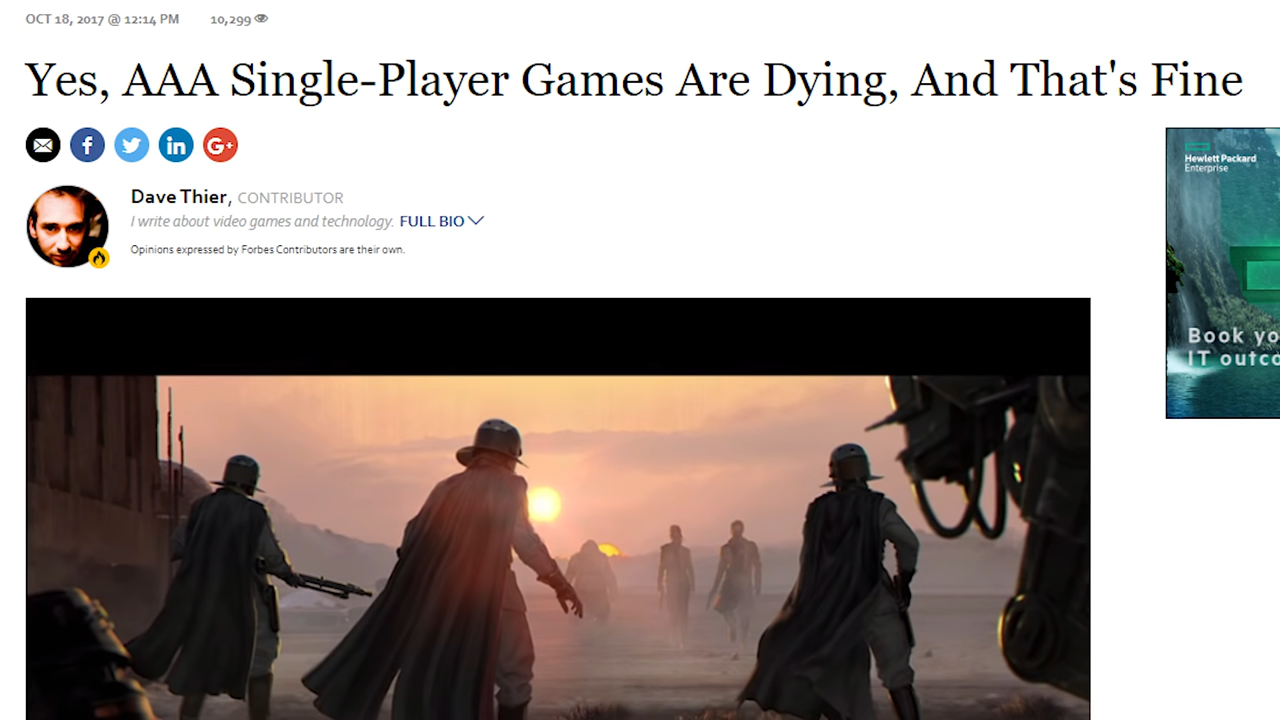 OCT 18, 2017 @ 12:14 PM 10,299
Yes, AAA Single-Player Games Are Dying, And That's Fine
f in G+
Dave Thier, CONTRIBUTOR
I write about video games and technology. FULL BIO
Opinions expressed by Forbes Contributors are their own.
Hewlett Packard
Enterprise
Book yo
IT outco